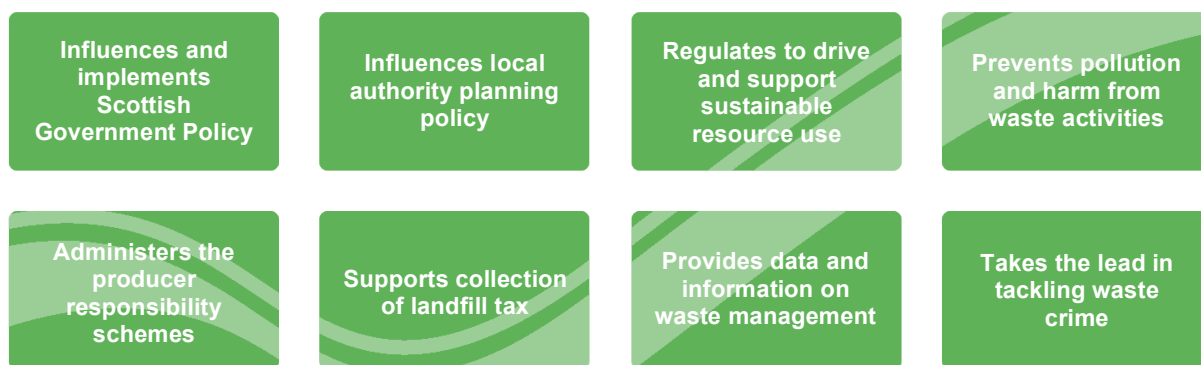 Influences and
implements
Scottish
Government Policy
Influences local
authority planning
policy
Regulates to drive
and support
sustainable
resource use
Prevents pollution
and harm from
waste activities
Administers the
producer
responsibility
schemes
Supports collection
of landfill tax
Provides data and
information on
waste management
Takes the lead in
tackling waste
crime